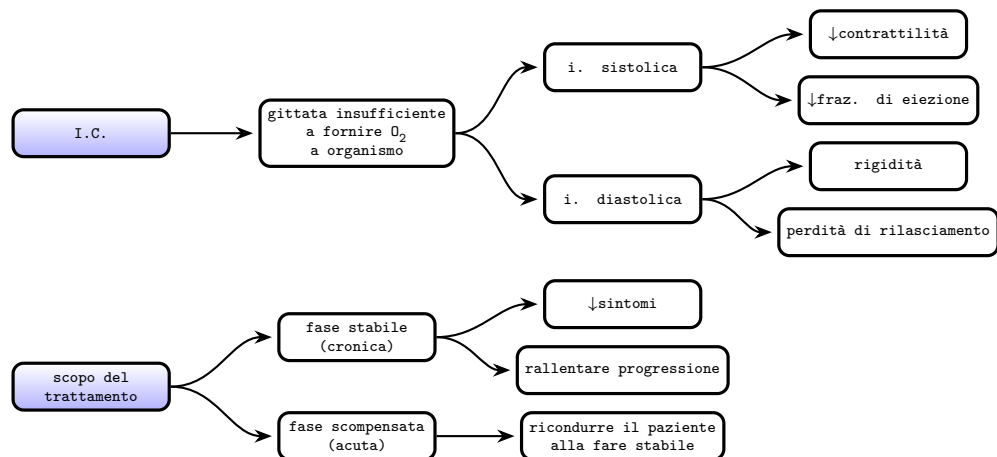 ↓contrattilità
i. sistolica
↓fraz. di eiezione
I.C.
gittata insufficiente
a fornire O₂
a organismo
rigidità
i. diastolica
perdità di rilasciamento
↓sintomi
fase stabile
(cronica)
rallentare progressione
scopo del
trattamento
fase scompensata
(acuta)
ricondurre il paziente
alla fare stabile